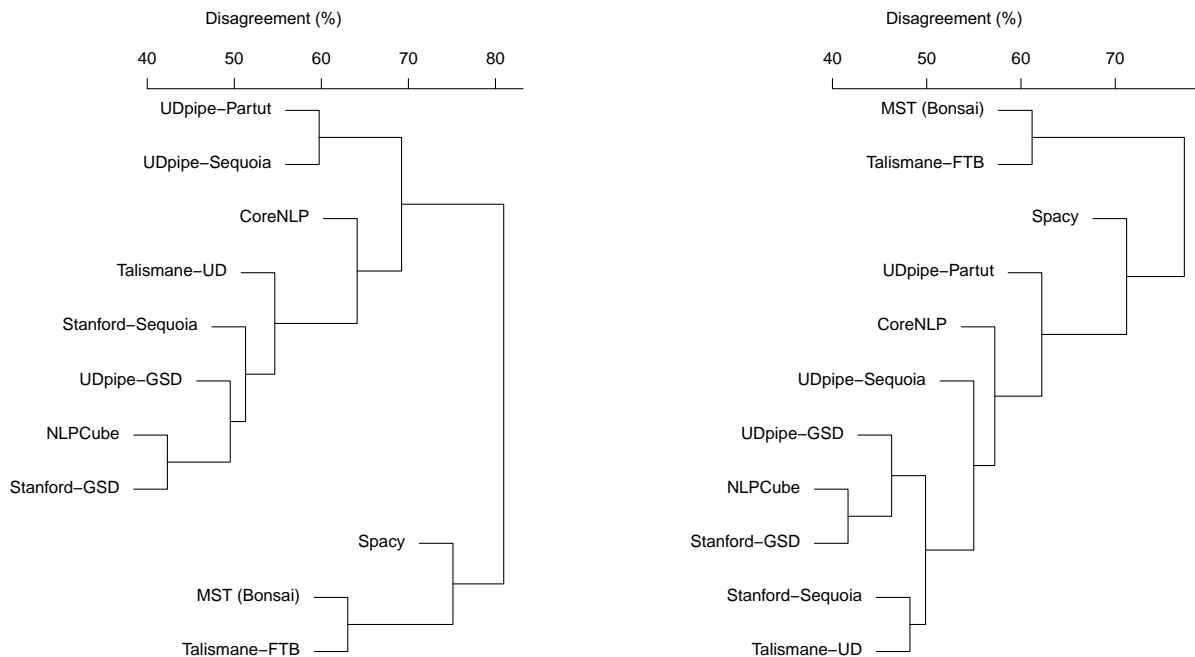 Disagreement (%)
40 50 60 70 80
UDpipe−Partut
UDpipe−Sequoia
CoreNLP
Talismane−UD
Stanford−Sequoia
UDpipe−GSD
NLPCube
Stanford−GSD
Spacy
MST (Bonsai)
Talismane−FTB
Disagreement (%)
40 50 60 70
MST (Bonsai)
Talismane−FTB
Spacy
UDpipe−Partut
CoreNLP
UDpipe−Sequoia
UDpipe−GSD
NLPCube
Stanford−GSD
Stanford−Sequoia
Talismane−UD